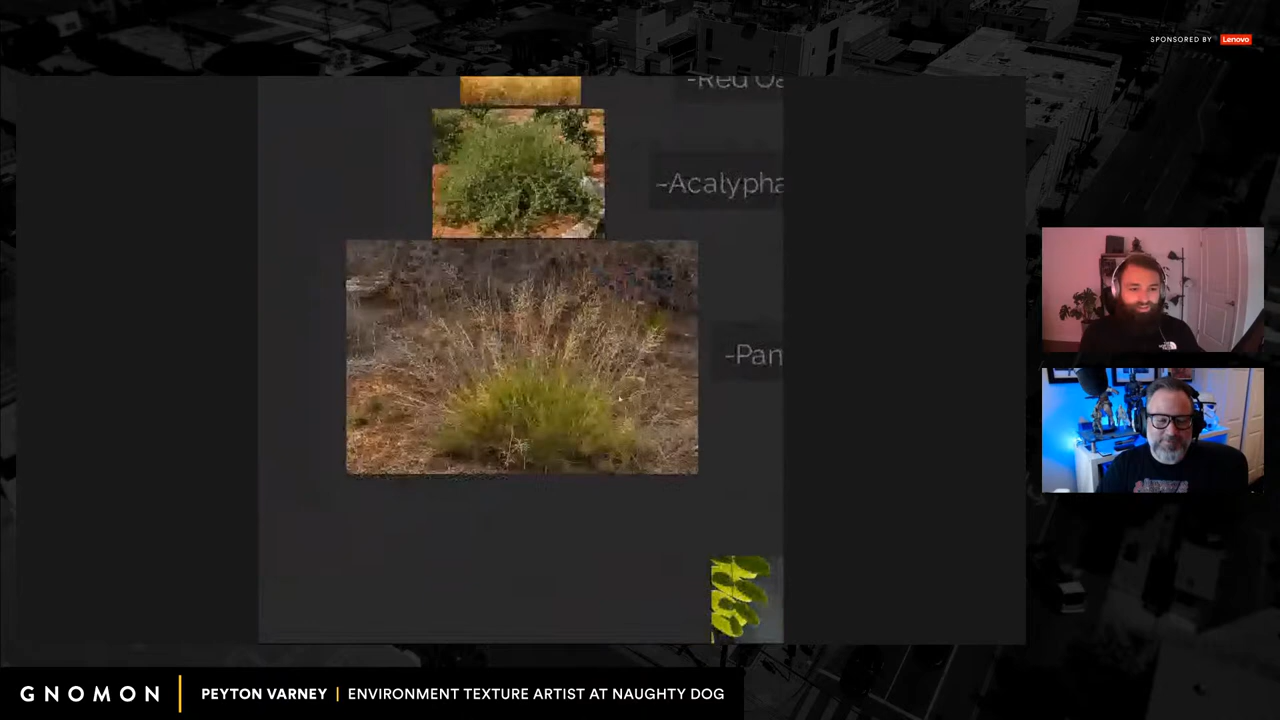 SPONSORED BY Lenovo
-Red Oa
-Acalypha
-Pan
GNOMON | PEYTON VARNEY | ENVIRONMENT TEXTURE ARTIST AT NAUGHTY DOG